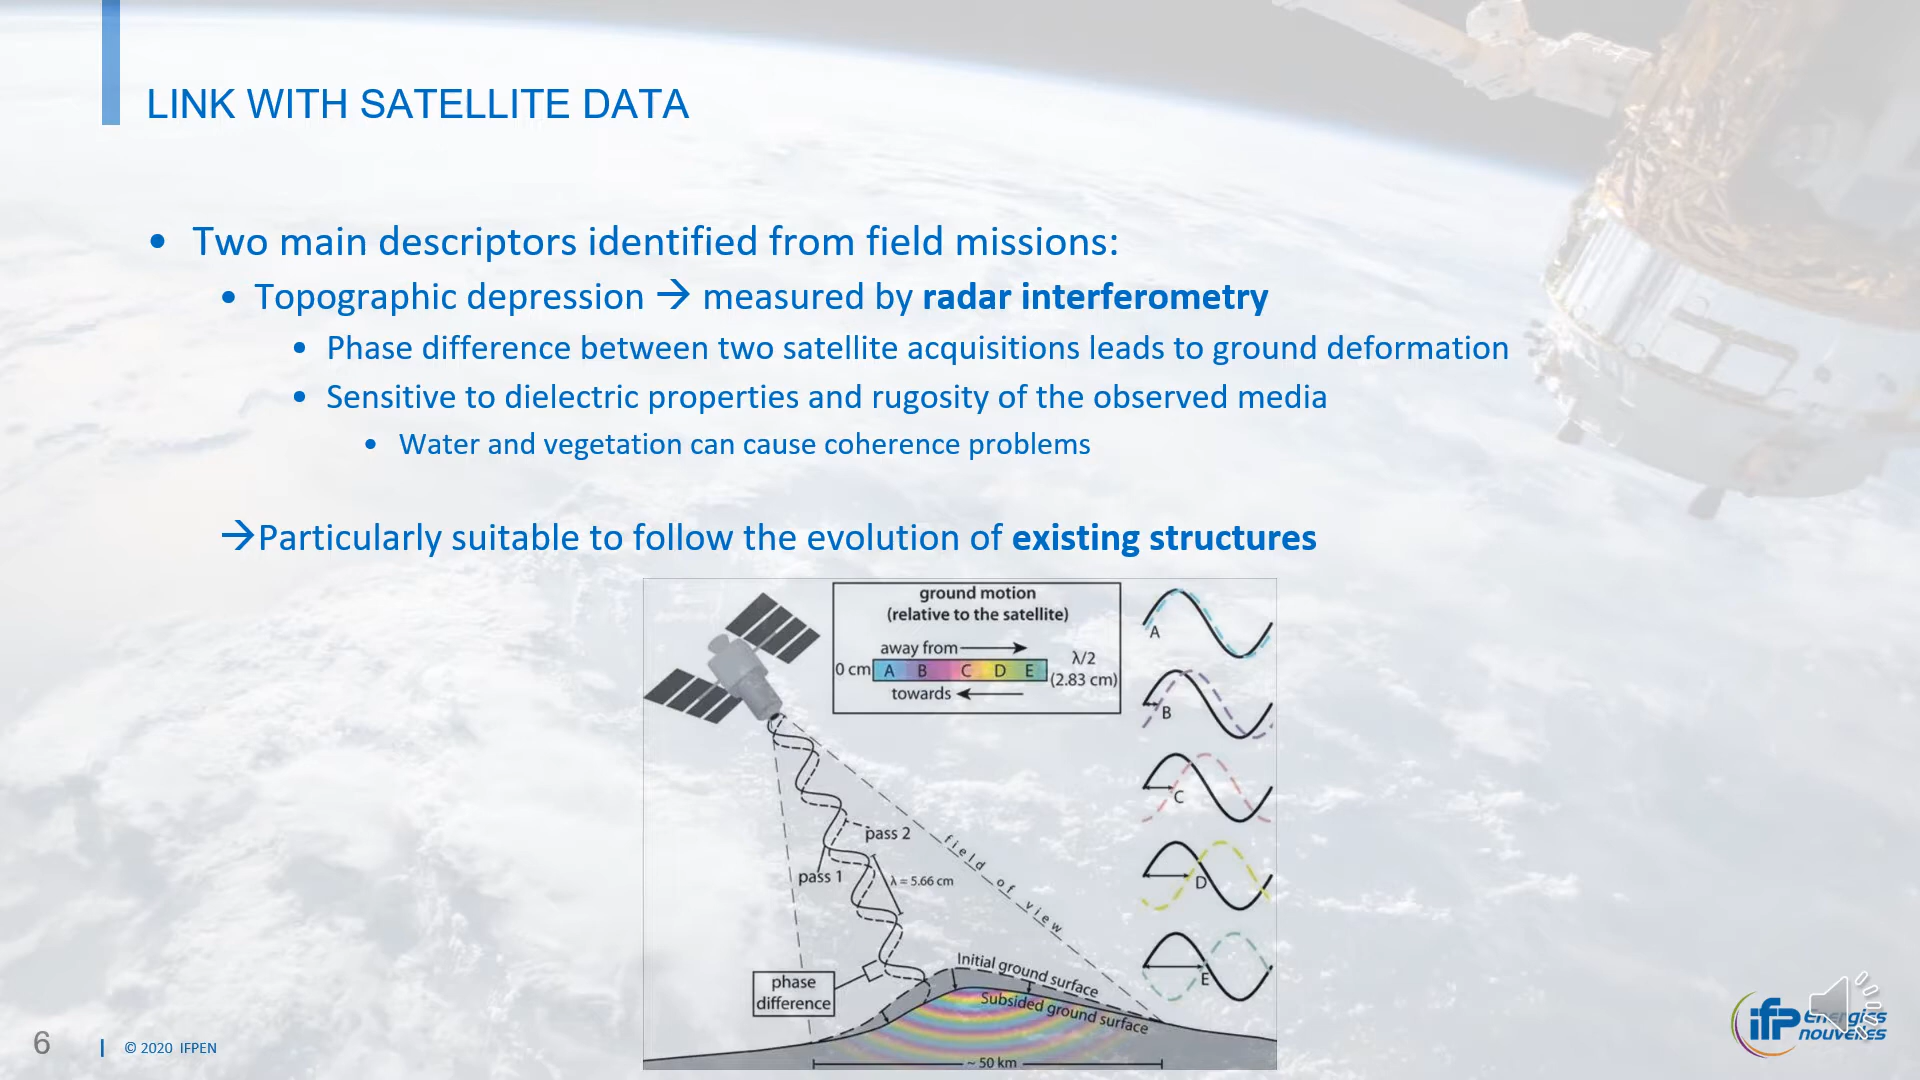 LINK WITH SATELLITE DATA
• Two main descriptors identified from field missions:
• Topographic depression → measured by radar interferometry
• Phase difference between two satellite acquisitions leads to ground deformation
• Sensitive to dielectric properties and rugosity of the observed media
• Water and vegetation can cause coherence problems
→Particularly suitable to follow the evolution of existing structures
ground motion
(relative to the satellite)
away from
0 cm A B C D E λ/2
(2.83 cm)
towards
A
B
C
D
E
pass 2
pass 1
λ = 5.66 cm
field of view
phase
difference
Initial ground surface
Subsided ground surface
~ 50 km
6 | © 2020 IFPEN
ifp Energies
nouvelles